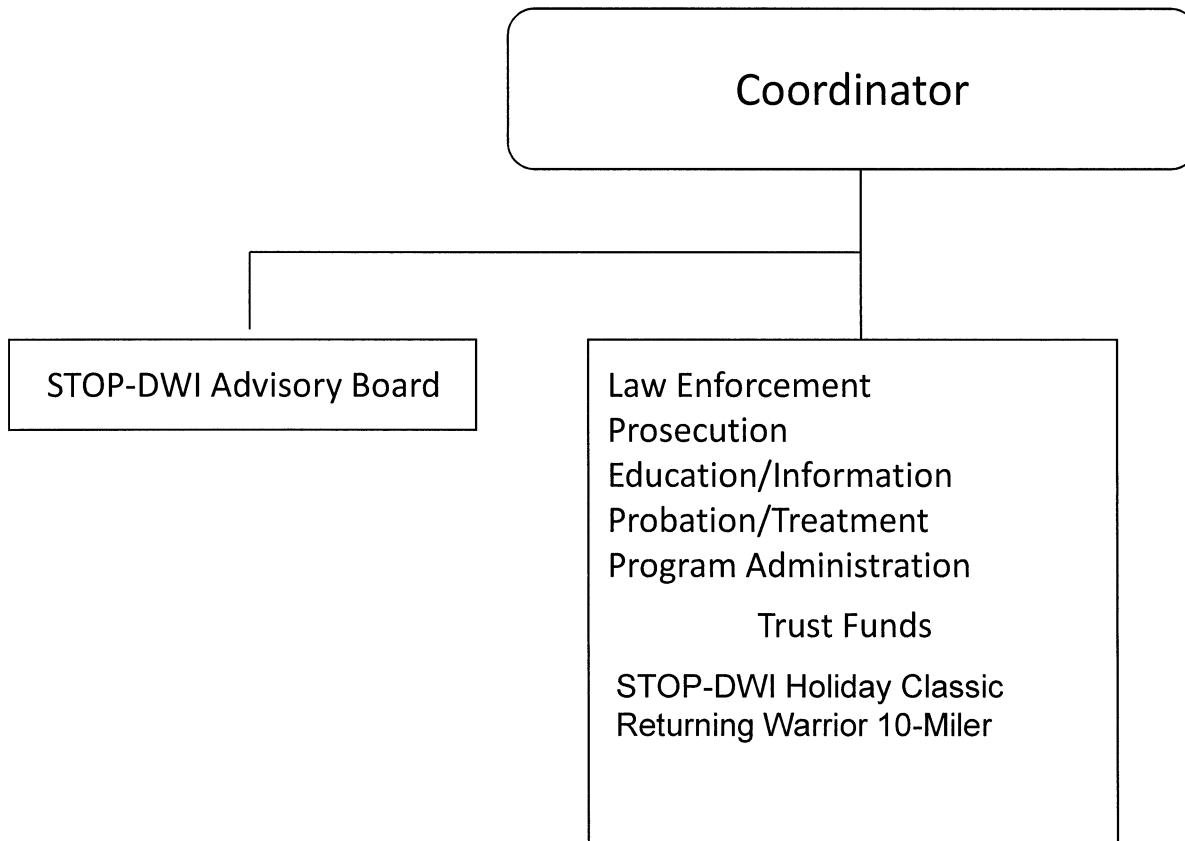 Coordinator
STOP-DWI Advisory Board
Law Enforcement
Prosecution
Education/Information
Probation/Treatment
Program Administration
Trust Funds
STOP-DWI Holiday Classic
Returning Warrior 10-Miler